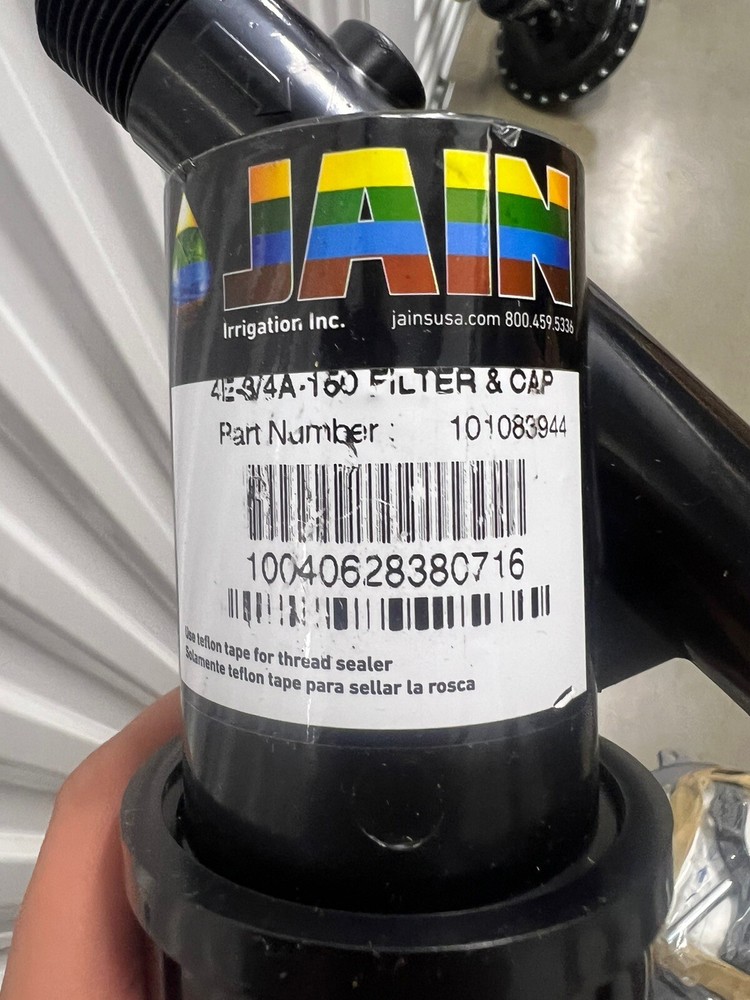 JAIN
Irrigation Inc. jainsusa.com 800.459.5336
4E-3/4A-150 FILTER & CAP
Part Number : 101083944
10040628380716
Use teflon tape for thread sealer
Solamente teflon tape para sellar la rosca